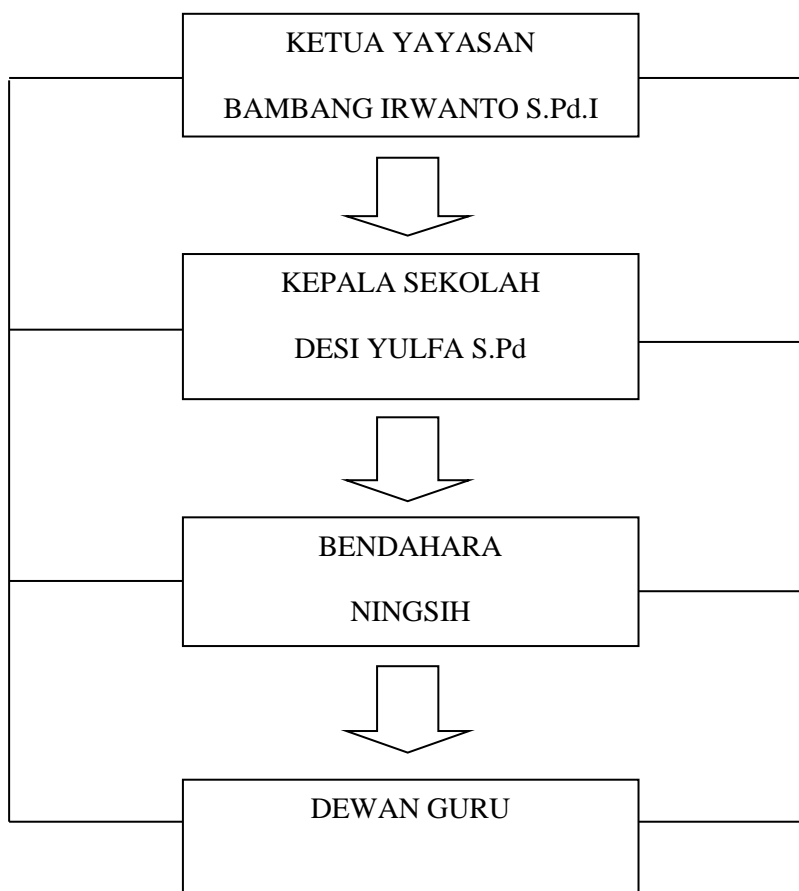 KETUA YAYASAN
BAMBANG IRWANTO S.Pd.I
KEPALA SEKOLAH
DESI YULFA S.Pd
BENDAHARA
NINGSIH
DEWAN GURU